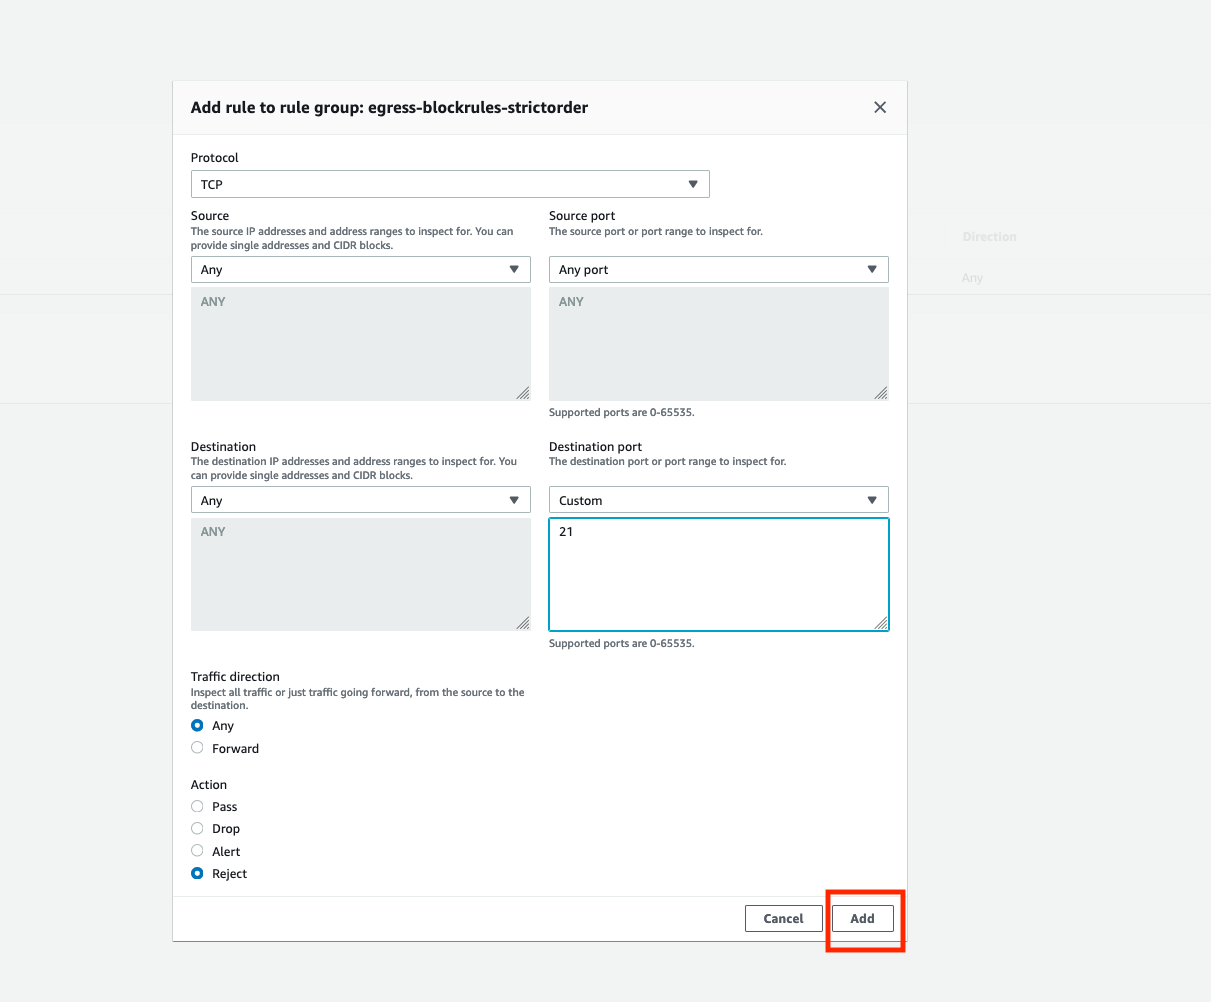 Add rule to rule group: egress-blockrules-strictorder
Protocol
TCP
Source
The source IP addresses and address ranges to inspect for. You can
provide single addresses and CIDR blocks.
Any
ANY
Source port
The source port or port range to inspect for.
Any port
ANY
Supported ports are 0-65535.
Destination
The destination IP addresses and address ranges to inspect for. You
can provide single addresses and CIDR blocks.
Any
ANY
Destination port
The destination port or port range to inspect for.
Custom
21
Supported ports are 0-65535.
Traffic direction
Inspect all traffic or just traffic going forward, from the source to the
destination.
Any
Forward
Action
Pass
Drop
Alert
Reject
Cancel
Add
Direction
Any